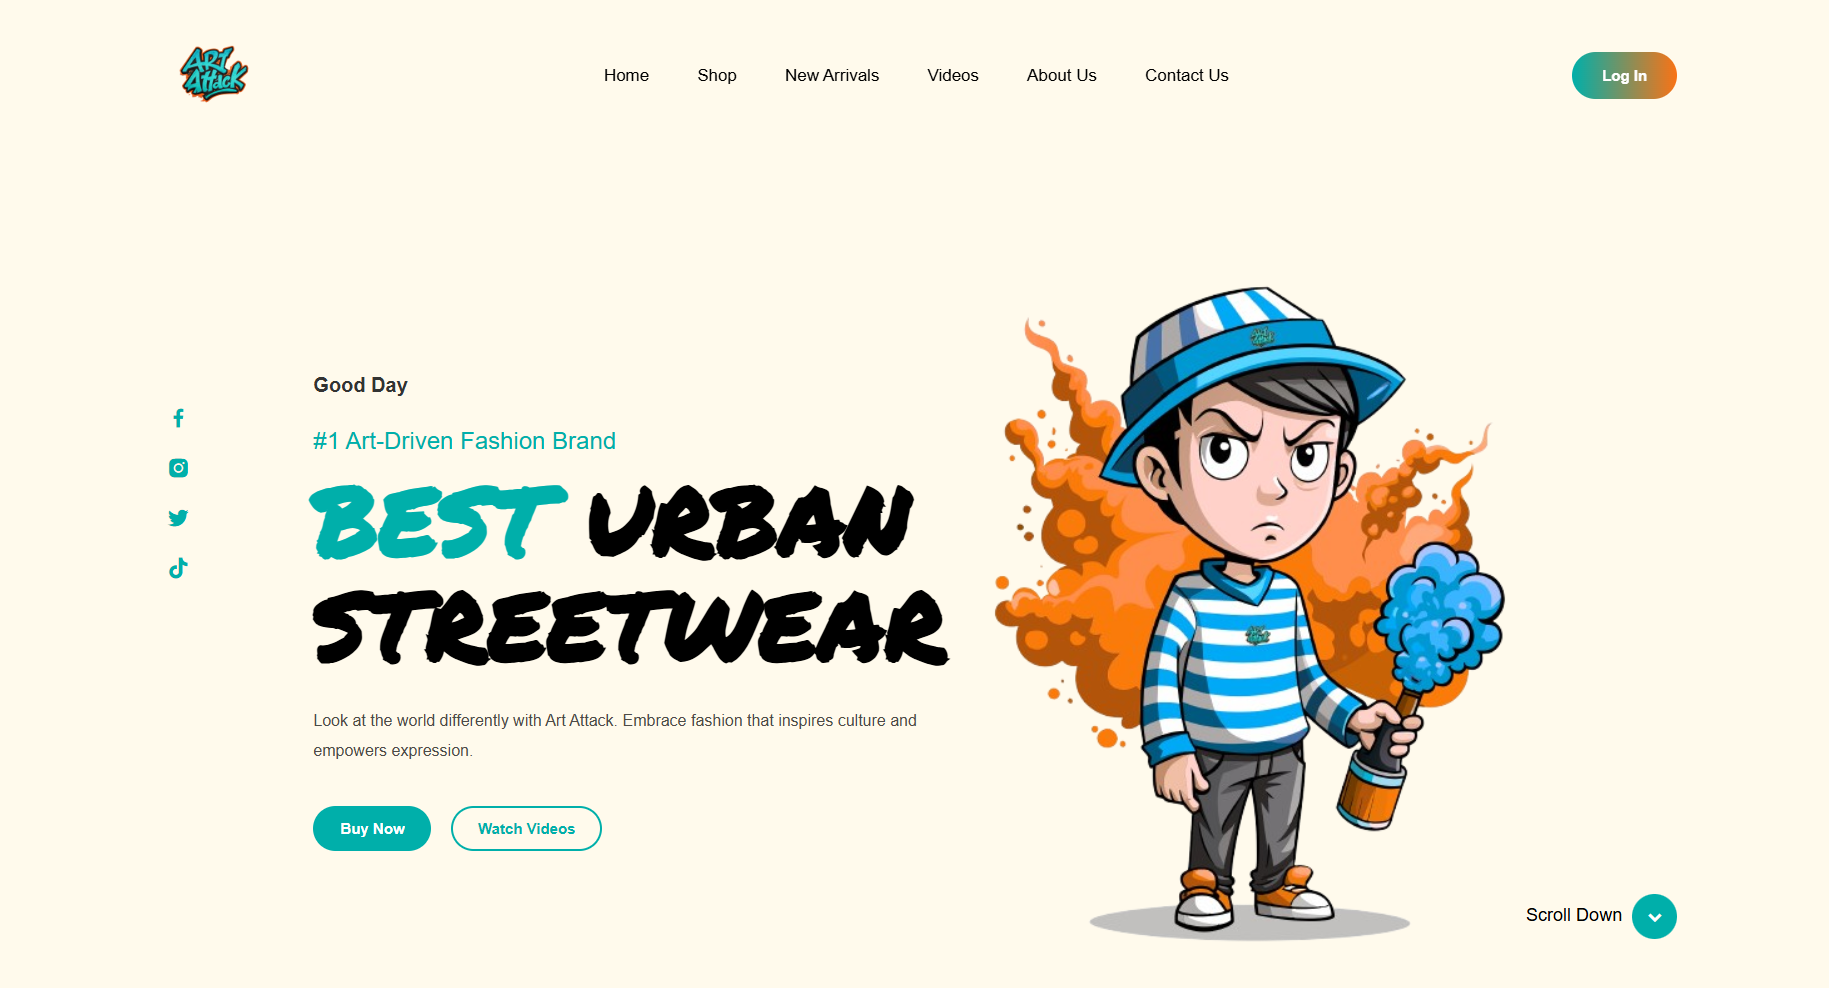 ART
Attack
Home
Shop
New Arrivals
Videos
About Us
Contact Us
Log In
Good Day
#1 Art-Driven Fashion Brand
BEST URBAN
STREETWEAR
Look at the world differently with Art Attack. Embrace fashion that inspires culture and
empowers expression.
Buy Now
Watch Videos
Scroll Down